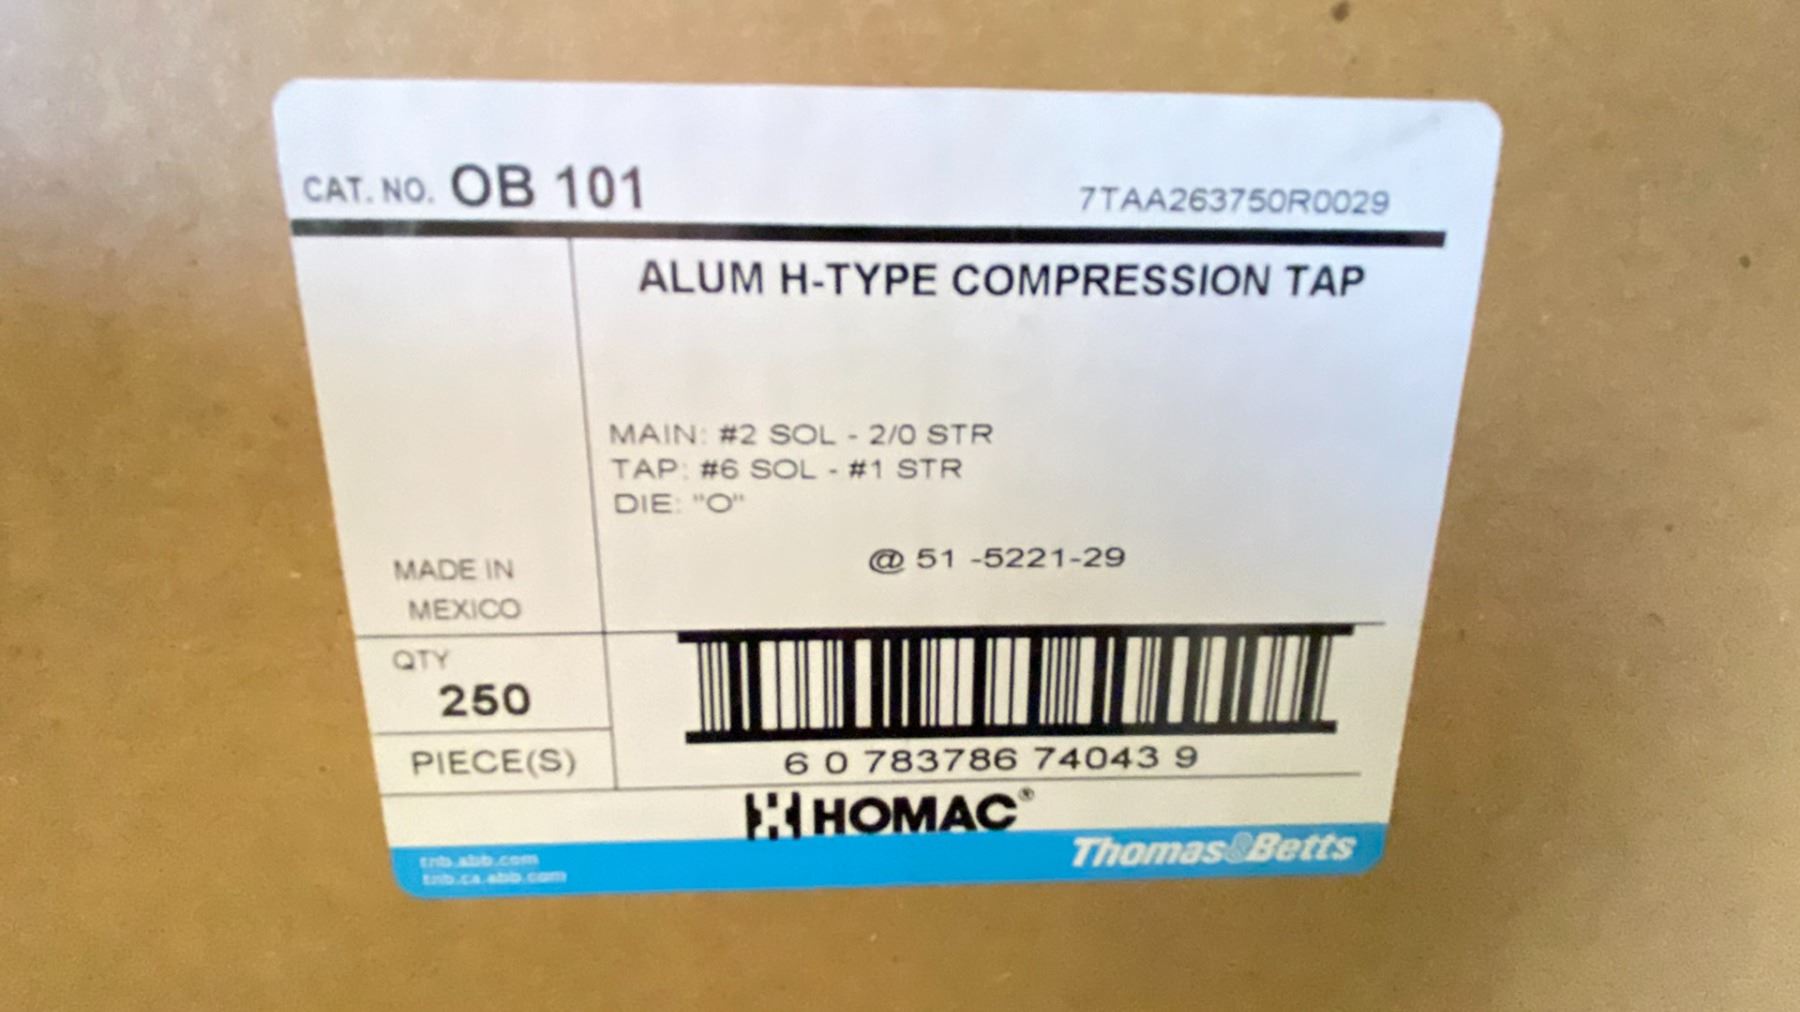 CAT. NO. OB 101
7TAA263750R0029
ALUM H-TYPE COMPRESSION TAP
MAIN: #2 SOL - 2/0 STR
TAP: #6 SOL - #1 STR
DIE: "O"
@ 51 -5221-29
MADE IN
MEXICO
QTY
250
PIECE(S)
6 0 783786 74043 9
HOMAC®
tnb.abb.com
tnb.ca.abb.com
Thomas&Betts